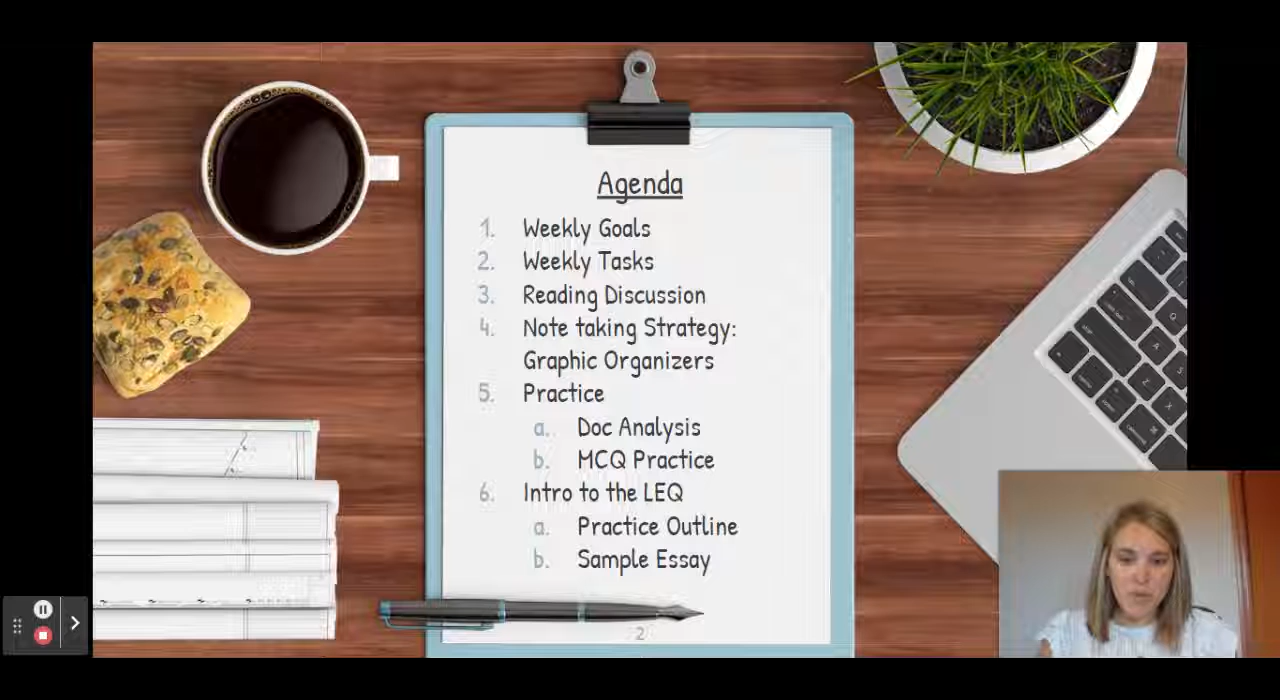 Agenda
1. Weekly Goals
2. Weekly Tasks
3. Reading Discussion
4. Note taking Strategy:
Graphic Organizers
5. Practice
a. Doc Analysis
b. MCQ Practice
6. Intro to the LEQ
a. Practice Outline
b. Sample Essay
2